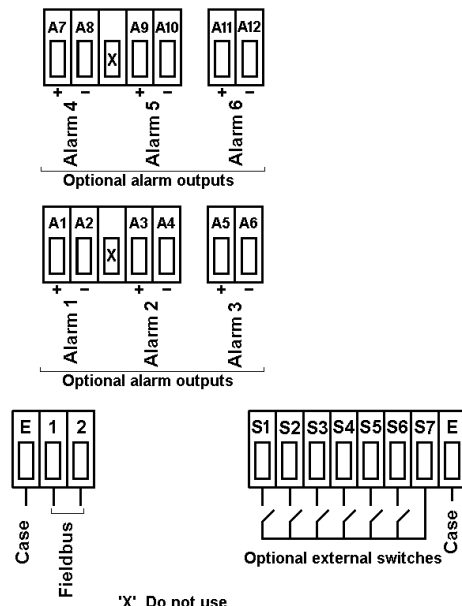 A7 A8 X A9 A10 A11 A12
+ − + − + −
Alarm 4 Alarm 5 Alarm 6
Optional alarm outputs
A1 A2 X A3 A4 A5 A6
+ − + − + −
Alarm 1 Alarm 2 Alarm 3
Optional alarm outputs
E 1 2 S1 S2 S3 S4 S5 S6 S7 E
Case Fieldbus Optional external switches Case
'X' Do not use